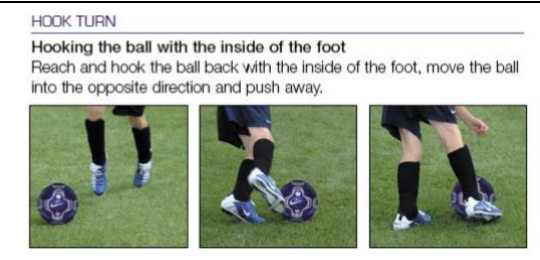 HOOK TURN
Hooking the ball with the inside of the foot
Reach and hook the ball back with the inside of the foot, move the ball
into the opposite direction and push away.